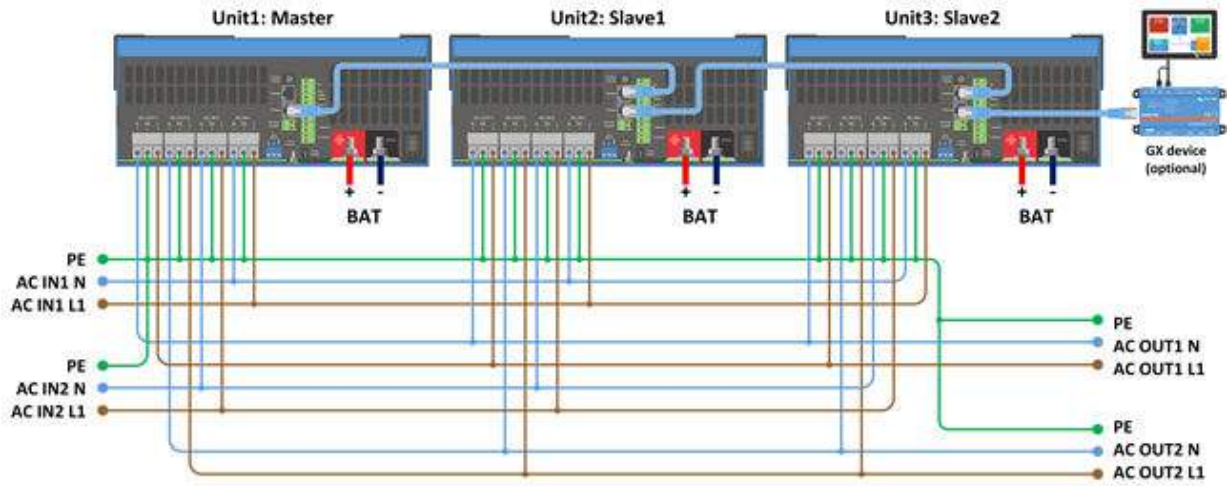 Unit1: Master
Unit2: Slave1
Unit3: Slave2
GX device
(optional)
+ -
BAT
+ -
BAT
+ -
BAT
PE
AC IN1 N
AC IN1 L1
PE
AC IN2 N
AC IN2 L1
PE
AC OUT1 N
AC OUT1 L1
PE
AC OUT2 N
AC OUT2 L1